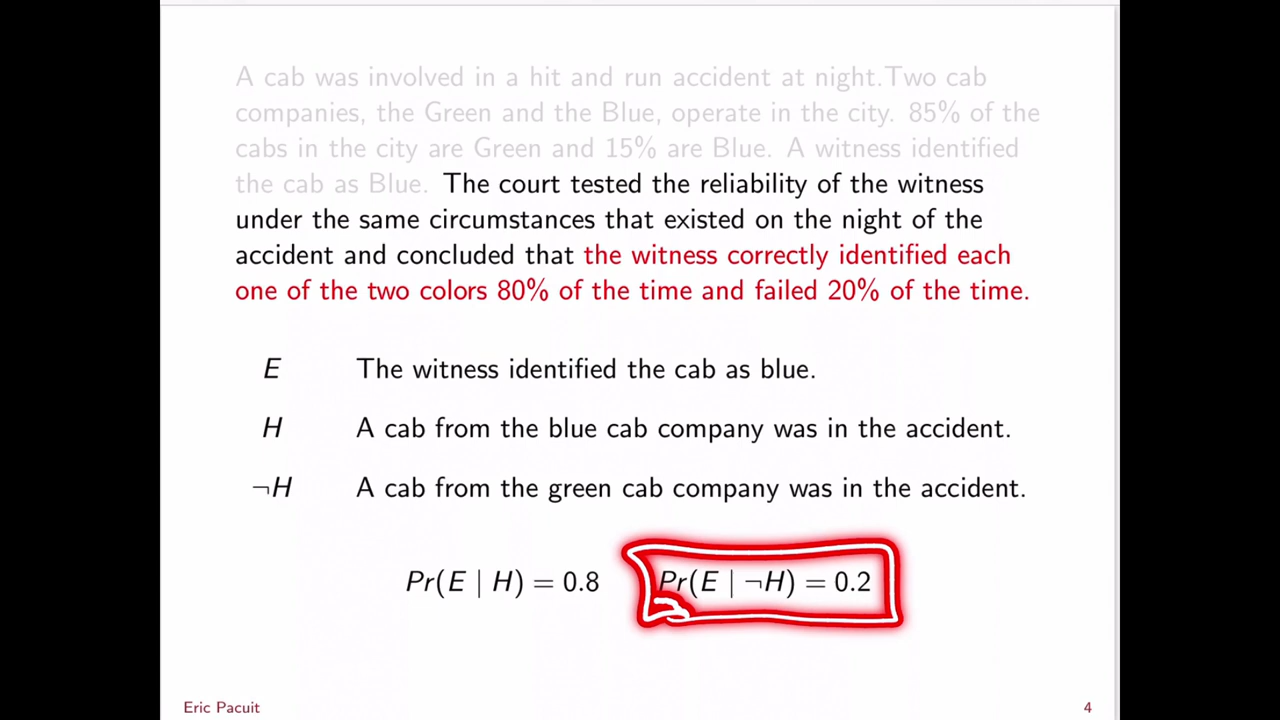 A cab was involved in a hit and run accident at night.Two cab
companies, the Green and the Blue, operate in the city. 85% of the
cabs in the city are Green and 15% are Blue. A witness identified
the cab as Blue. The court tested the reliability of the witness
under the same circumstances that existed on the night of the
accident and concluded that the witness correctly identified each
one of the two colors 80% of the time and failed 20% of the time.
E The witness identified the cab as blue.
H A cab from the blue cab company was in the accident.
¬H A cab from the green cab company was in the accident.
Pr(E | H) = 0.8 Pr(E | ¬H) = 0.2
Eric Pacuit 4